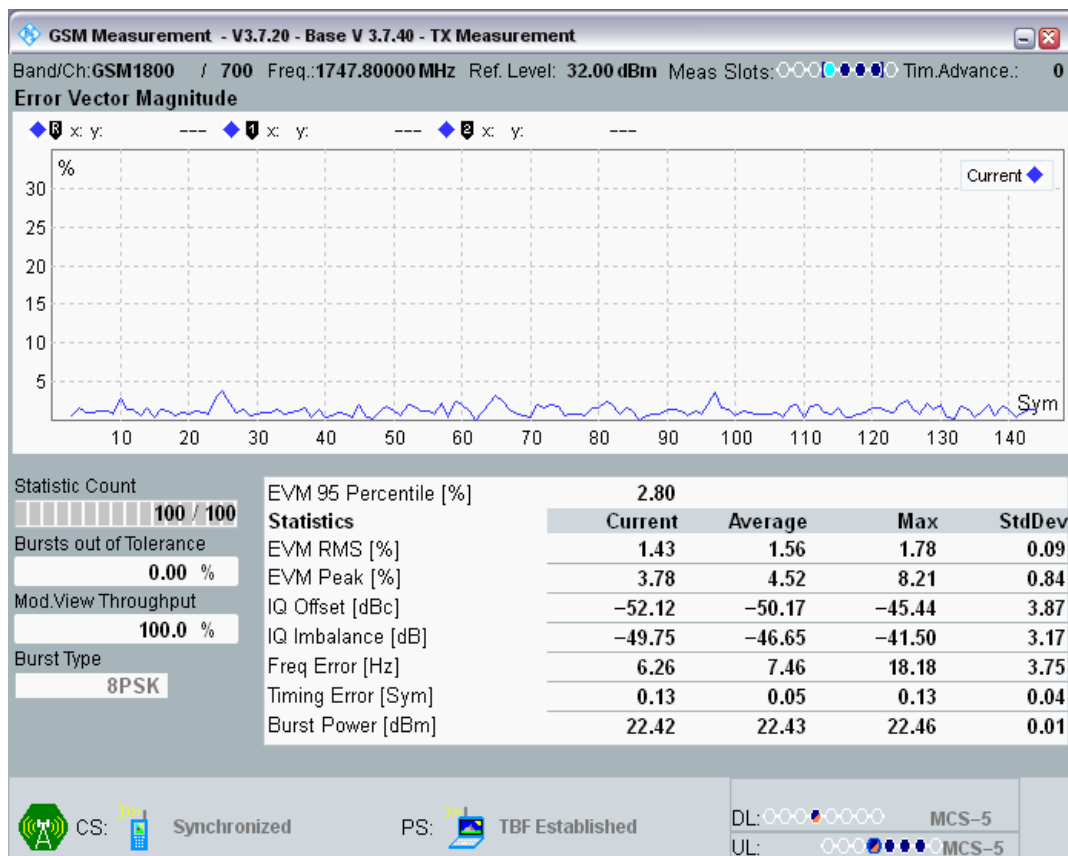 GSM Measurement - V3.7.20 - Base V 3.7.40 - TX Measurement
Band/Ch:GSM1800 / 700 Freq.:1747.80000 MHz Ref. Level: 32.00 dBm Meas Slots: Tim.Advance.: 0
Error Vector Magnitude
R x: y: --- 1 x: y: --- 2 x: y: ---
%
Current
30
25
20
15
10
5
Sym
10 20 30 40 50 60 70 80 90 100 110 120 130 140
Statistic Count
100 / 100
Bursts out of Tolerance
0.00 %
Mod.View Throughput
100.0 %
Burst Type
8PSK
EVM 95 Percentile [%] 2.80
Statistics Current Average Max StdDev
EVM RMS [%] 1.43 1.56 1.78 0.09
EVM Peak [%] 3.78 4.52 8.21 0.84
IQ Offset [dBc] −52.12 −50.17 −45.44 3.87
IQ Imbalance [dB] −49.75 −46.65 −41.50 3.17
Freq Error [Hz] 6.26 7.46 18.18 3.75
Timing Error [Sym] 0.13 0.05 0.13 0.04
Burst Power [dBm] 22.42 22.43 22.46 0.01
CS: Synchronized PS: TBF Established
DL: MCS−5
UL: MCS−5